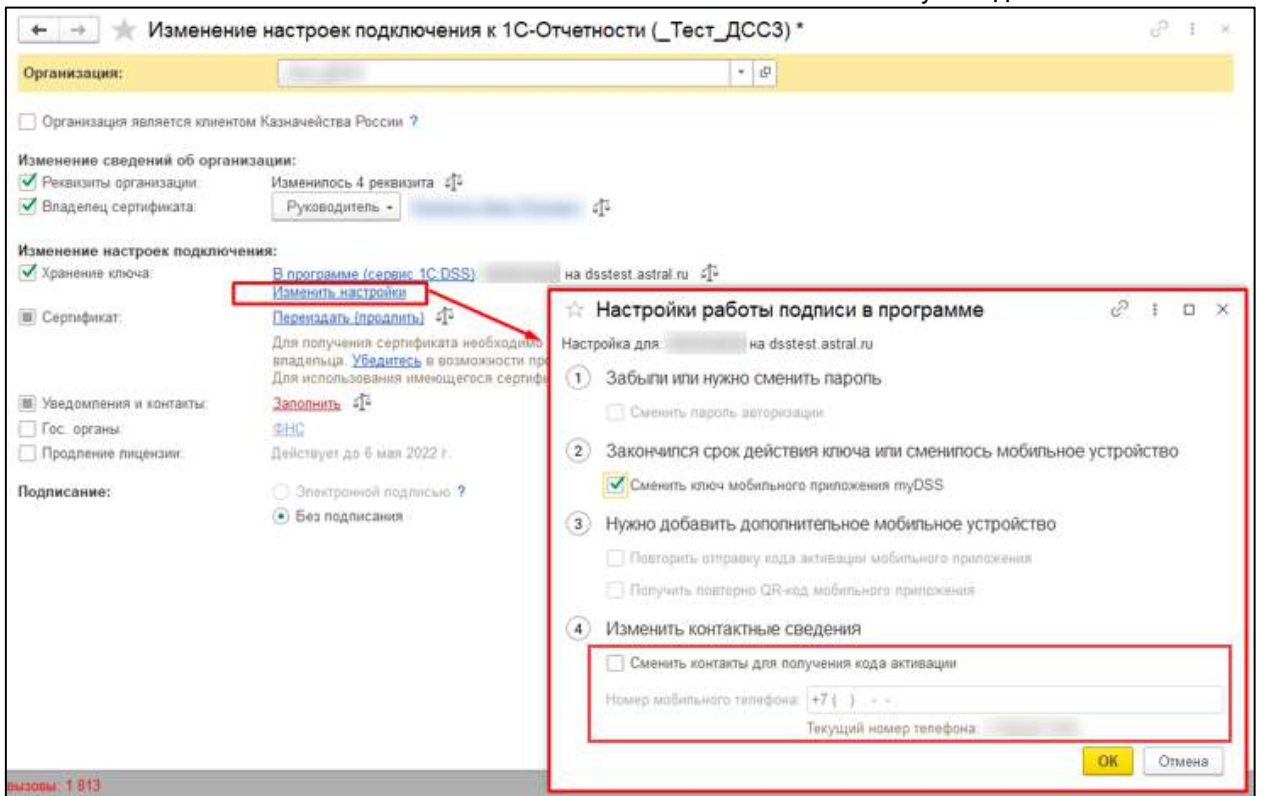 Изменение настроек подключения к 1С-Отчетности (_Тест_ДСС3) *
Организация:
Организация является клиентом Казначейства России ?
Изменение сведений об организации:
Реквизиты организации: Изменилось 4 реквизита
Владелец сертификата: Руководитель
Изменение настроек подключения:
Хранение ключа: В программе (сервис 1С:DSS) на dsstest.astral.ru
Изменить настройки
Сертификат: Переиздать (продлить)
Для получения сертификата необходимо
владельца. Убедитесь в возможности
Для использования имеющегося
Уведомления и контакты: Заполнить
Гос. органы: ФНС
Продление лицензии: Действует до 6 мая 2022 г.
Подписание: Электронной подписью ?
Без подписания
вызовы: 1 813
Настройки работы подписи в программе
Настройка для: на dsstest.astral.ru
1 Забыли или нужно сменить пароль
Сменить пароль авторизации
2 Закончился срок действия ключа или сменилось мобильное устройство
Сменить ключ мобильного приложения myDSS
3 Нужно добавить дополнительное мобильное устройство
Повторить отправку кода активации мобильного приложения
Получить повторно QR-код мобильного приложения
4 Изменить контактные сведения
Сменить контакты для получения кода активации
Номер мобильного телефона: +7 ( ) - -
Текущий номер телефона:
ОК Отмена